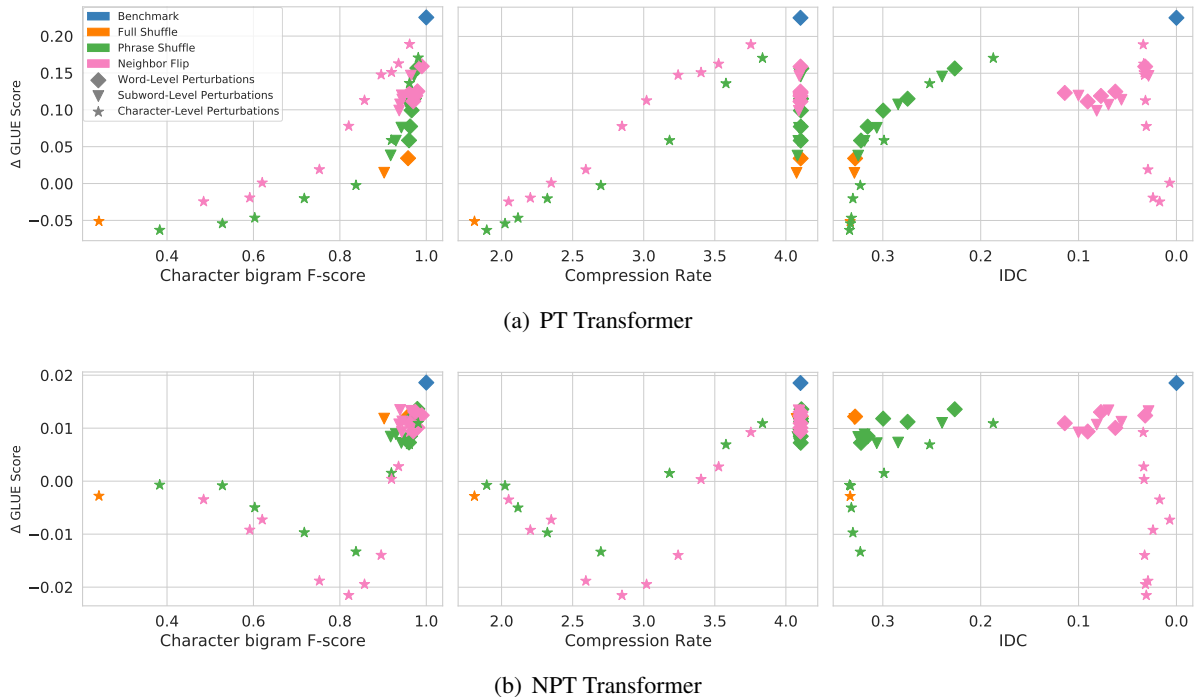 Benchmark
Full Shuffle
Phrase Shuffle
Neighbor Flip
Word-Level Perturbations
Subword-Level Perturbations
Character-Level Perturbations
Δ GLUE Score
0.20
0.15
0.10
0.05
0.00
−0.05
0.4 0.6 0.8 1.0
2.0 2.5 3.0 3.5 4.0
0.3 0.2 0.1 0.0
Character bigram F-score
Compression Rate
IDC
(a) PT Transformer
Δ GLUE Score
0.02
0.01
0.00
−0.01
−0.02
0.4 0.6 0.8 1.0
2.0 2.5 3.0 3.5 4.0
0.3 0.2 0.1 0.0
Character bigram F-score
Compression Rate
IDC
(b) NPT Transformer